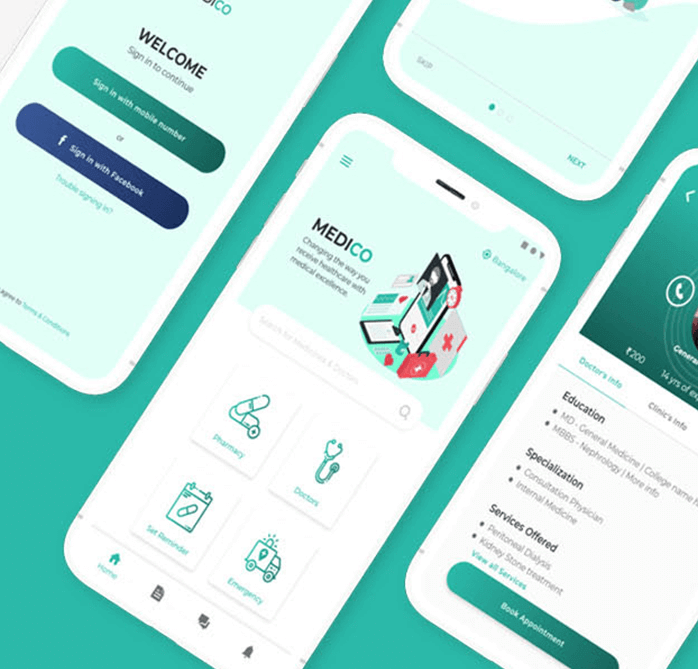 MEDICO
WELCOME
Sign in to continue
Sign in with mobile number
or
f Sign in with Facebook
Trouble signing in?
Agree to Terms & Conditions
SKIP
NEXT
MEDICO
Bangalore
Changing the way you
receive healthcare with
medical excellence.
Search for Medicines & Doctors
Pharmacy
Doctors
Set Reminder
Emergency
Home
₹200
14 yrs of
Doctor's Info
Clinic's Info
Education
MD - General Medicine | College name
MBBS - Nephrology | More info
Specialization
Consultation Physician
Internal Medicine
Services Offered
Peritoneal Dialysis
Kidney Stone treatment
View all Services
Book Appointment